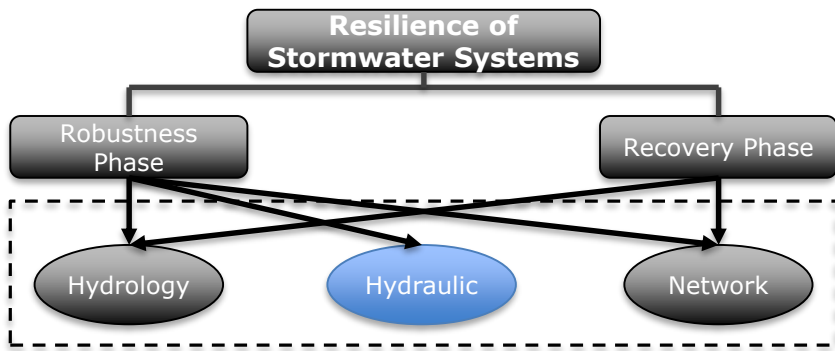 Resilience of
Stormwater Systems
Robustness
Phase
Recovery Phase
Hydrology
Hydraulic
Network